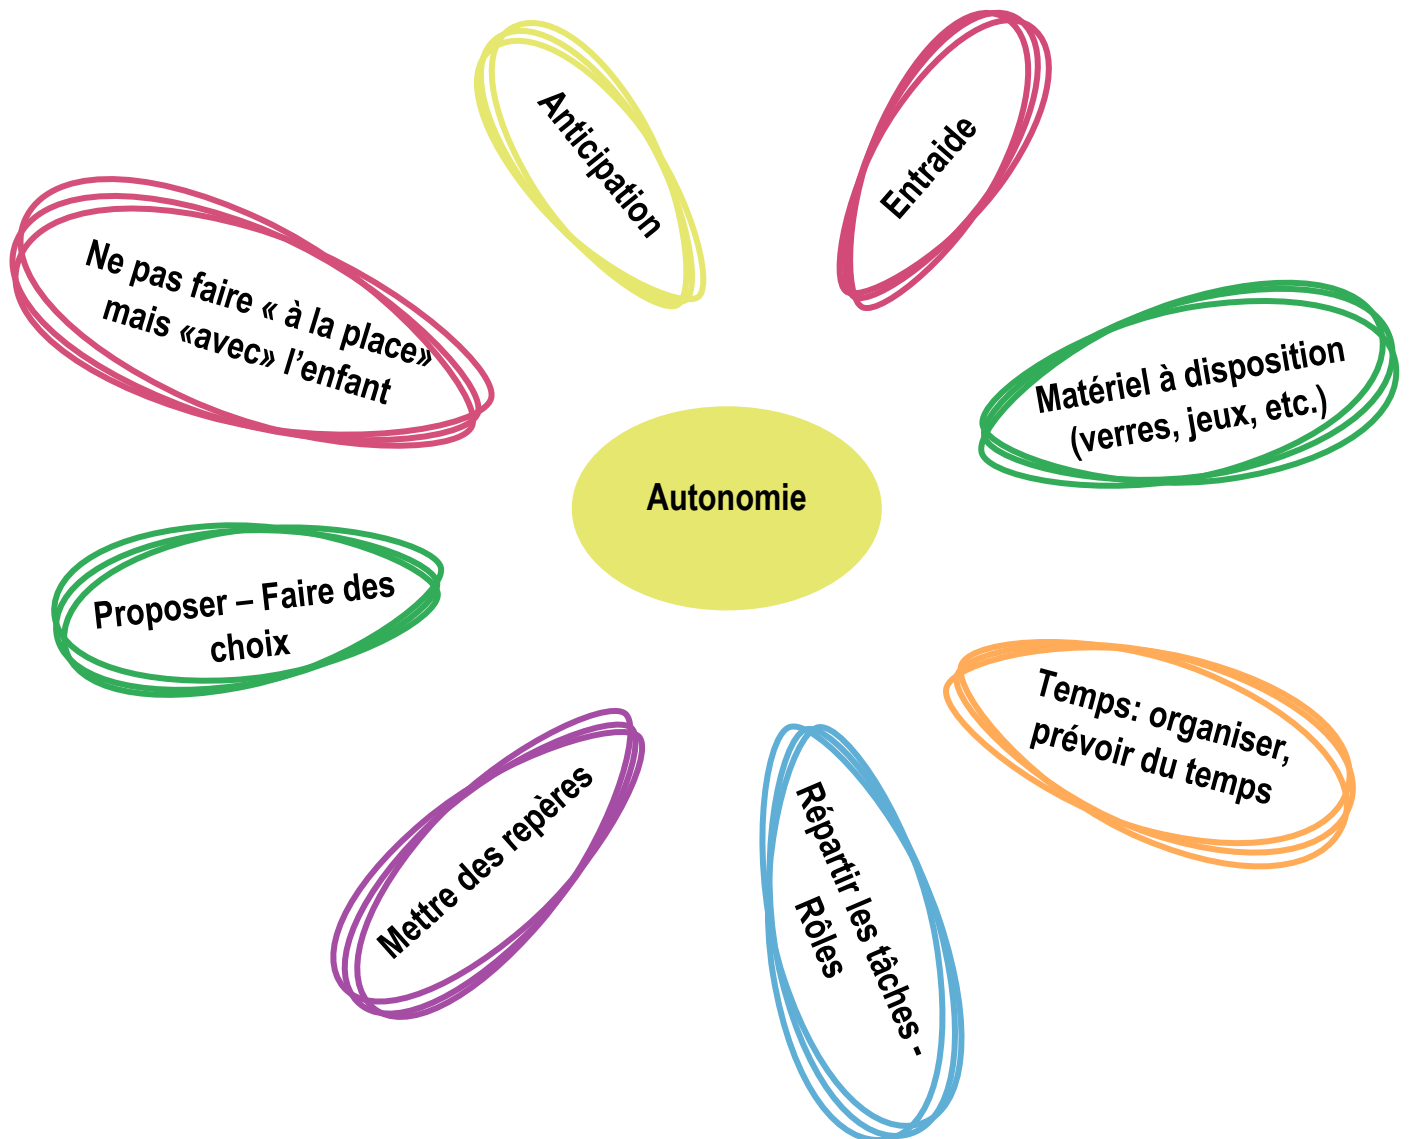 Anticipation
Entraide
Ne pas faire « à la place»
mais «avec» l’enfant
Matériel à disposition
(verres, jeux, etc.)
Autonomie
Proposer – Faire des
choix
Temps: organiser,
prévoir du temps
Mettre des repères
Répartir les tâches -
Rôles